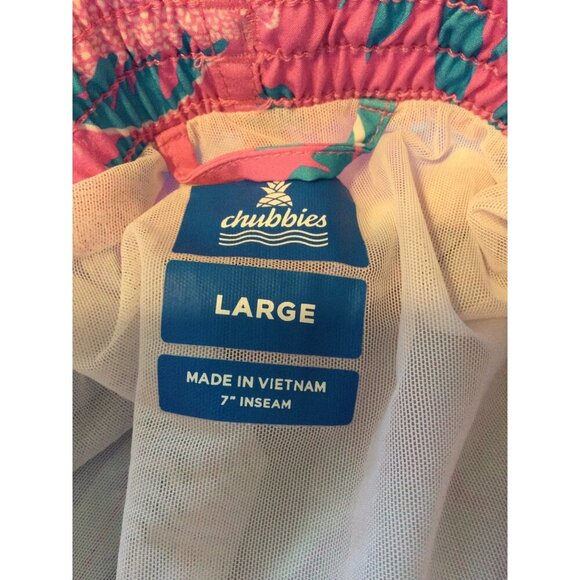 chubbies
LARGE
MADE IN VIETNAM
7" INSEAM